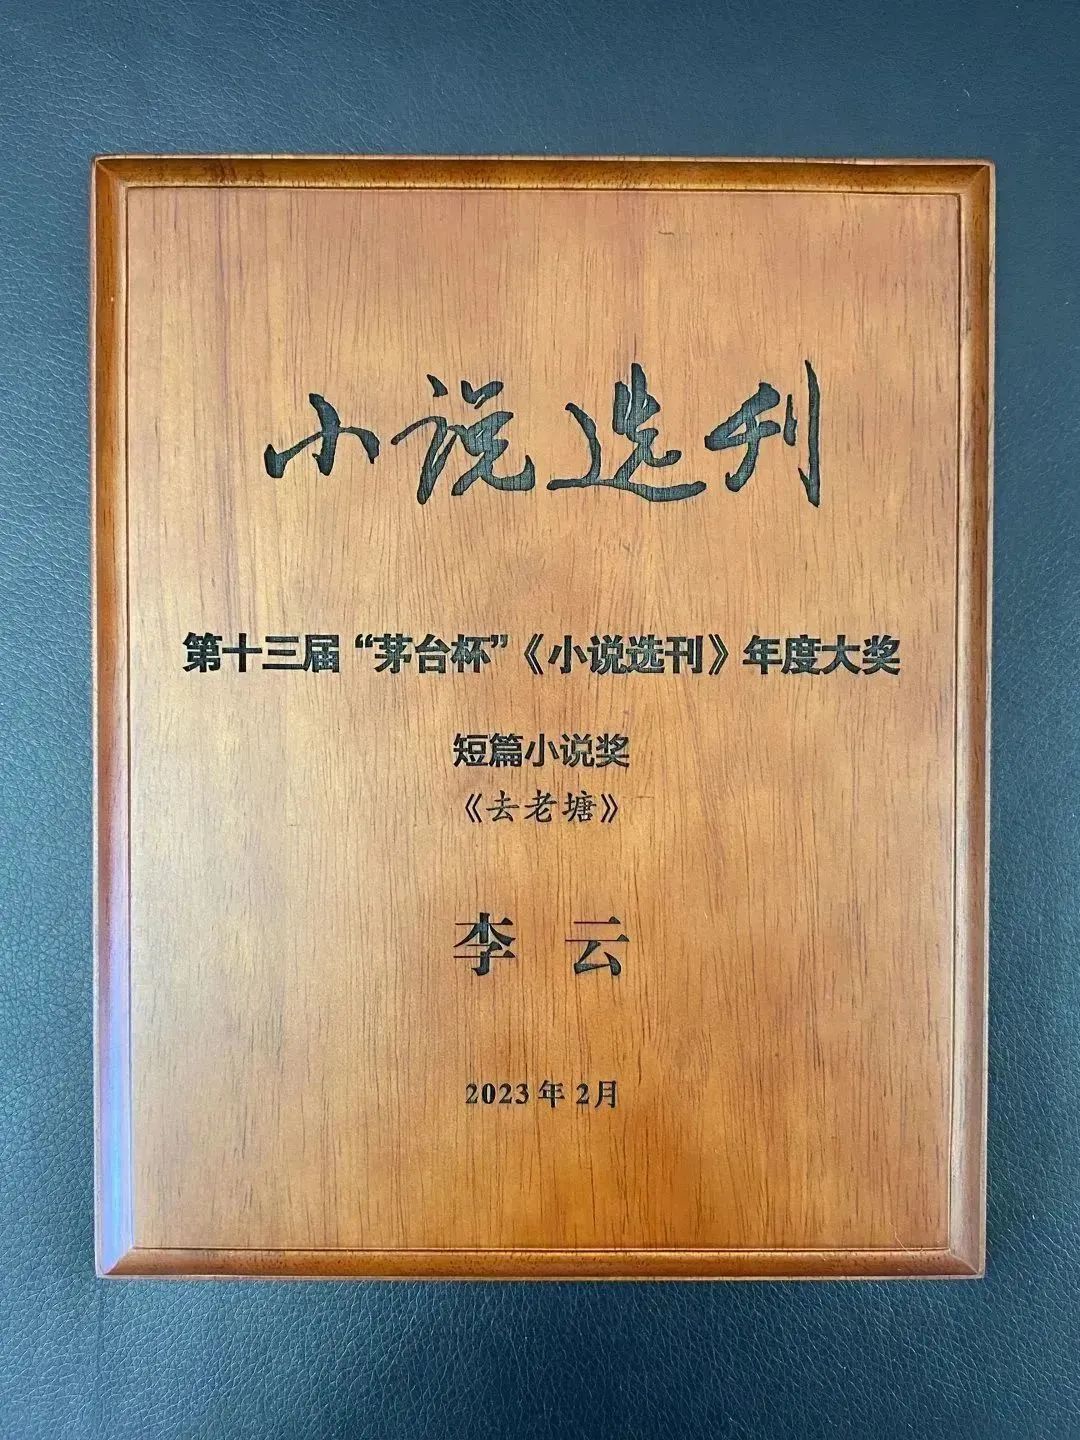 小说选刊
第十三届“茅台杯”《小说选刊》年度大奖
短篇小说奖
《去老塘》
李云
2023年2月